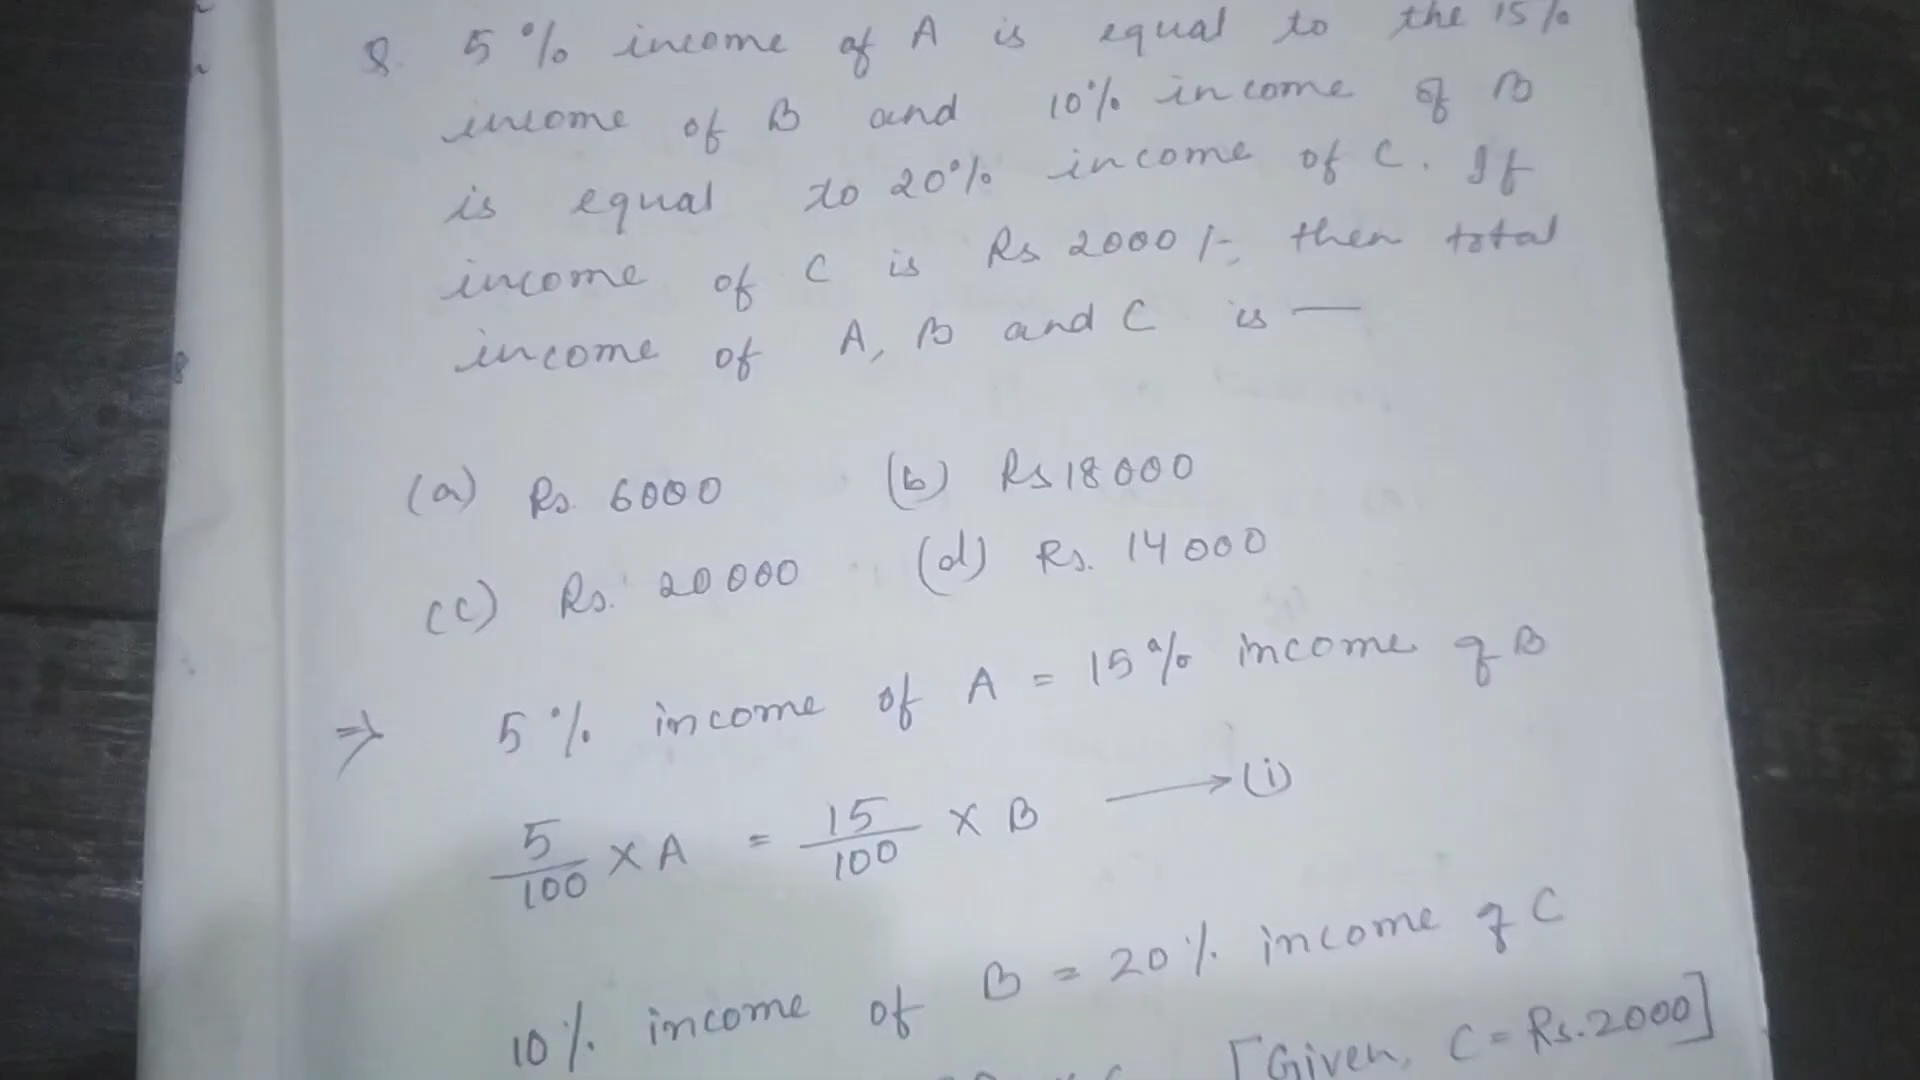 8. 5% income of A is equal to the 15%
income of B and 10% income of B
is equal to 20% income of C. If
income of C is Rs 2000/-, then total
income of A, B and C is —
(a) Rs. 6000 (b) Rs 18000
(c) Rs. 20000 (d) Rs. 14000
⇒ 5% income of A = 15% income of B
5/100 × A = 15/100 × B ⟶ (i)
10% income of B = 20% income of C
[Given, C = Rs. 2000]